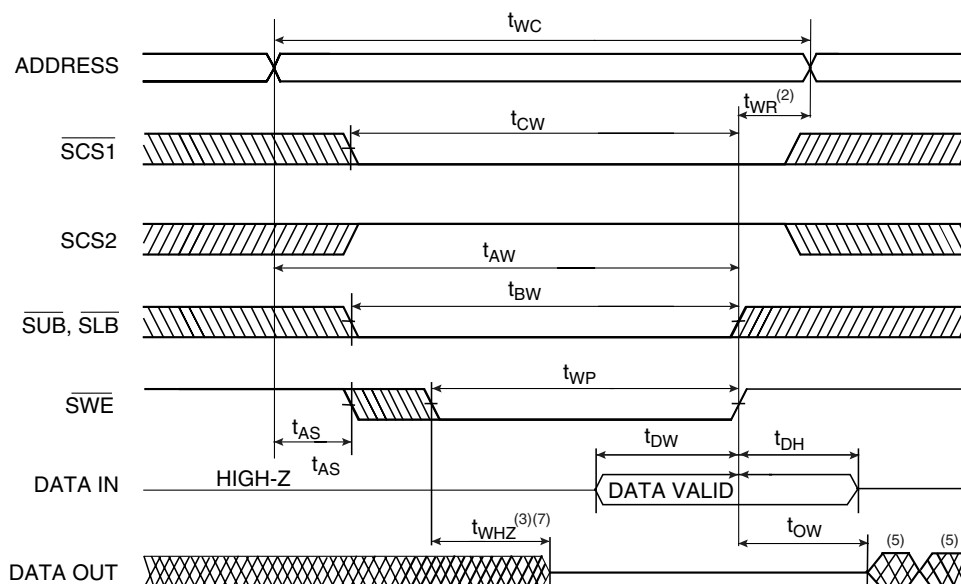 tWC
ADDRESS
tWR(2)
tCW
SCS1
SCS2
tAW
tBW
SUB, SLB
tWP
SWE
tAS
tAS
tDW
tDH
DATA IN
HIGH-Z
DATA VALID
tWHZ(3)(7)
tOW
DATA OUT
(5)
(5)